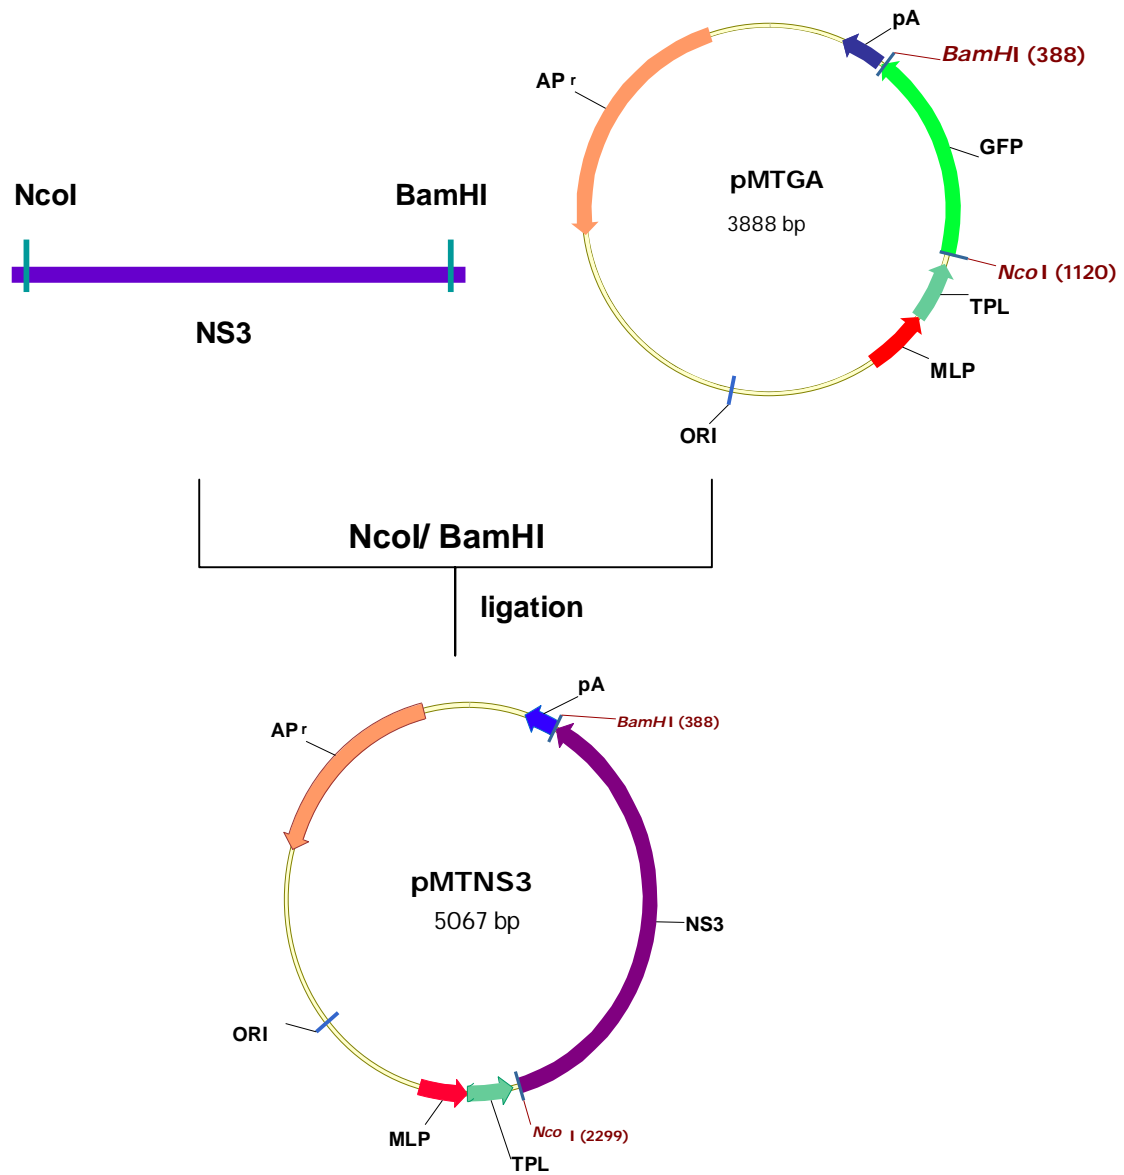 pA
BamHI (388)
AP r
GFP
pMTGA
3888 bp
NcoI
BamHI
NcoI (1120)
TPL
NS3
MLP
ORI
NcoI/ BamHI
ligation
pA
BamHI (388)
AP r
pMTNS3
5067 bp
NS3
ORI
Nco I (2299)
MLP
TPL